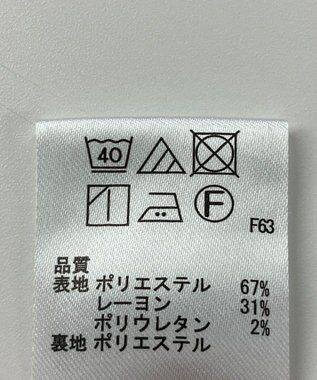 40
F
F63
品質
表地 ポリエステル 67%
レーヨン 31%
ポリウレタン 2%
裏地 ポリエステル